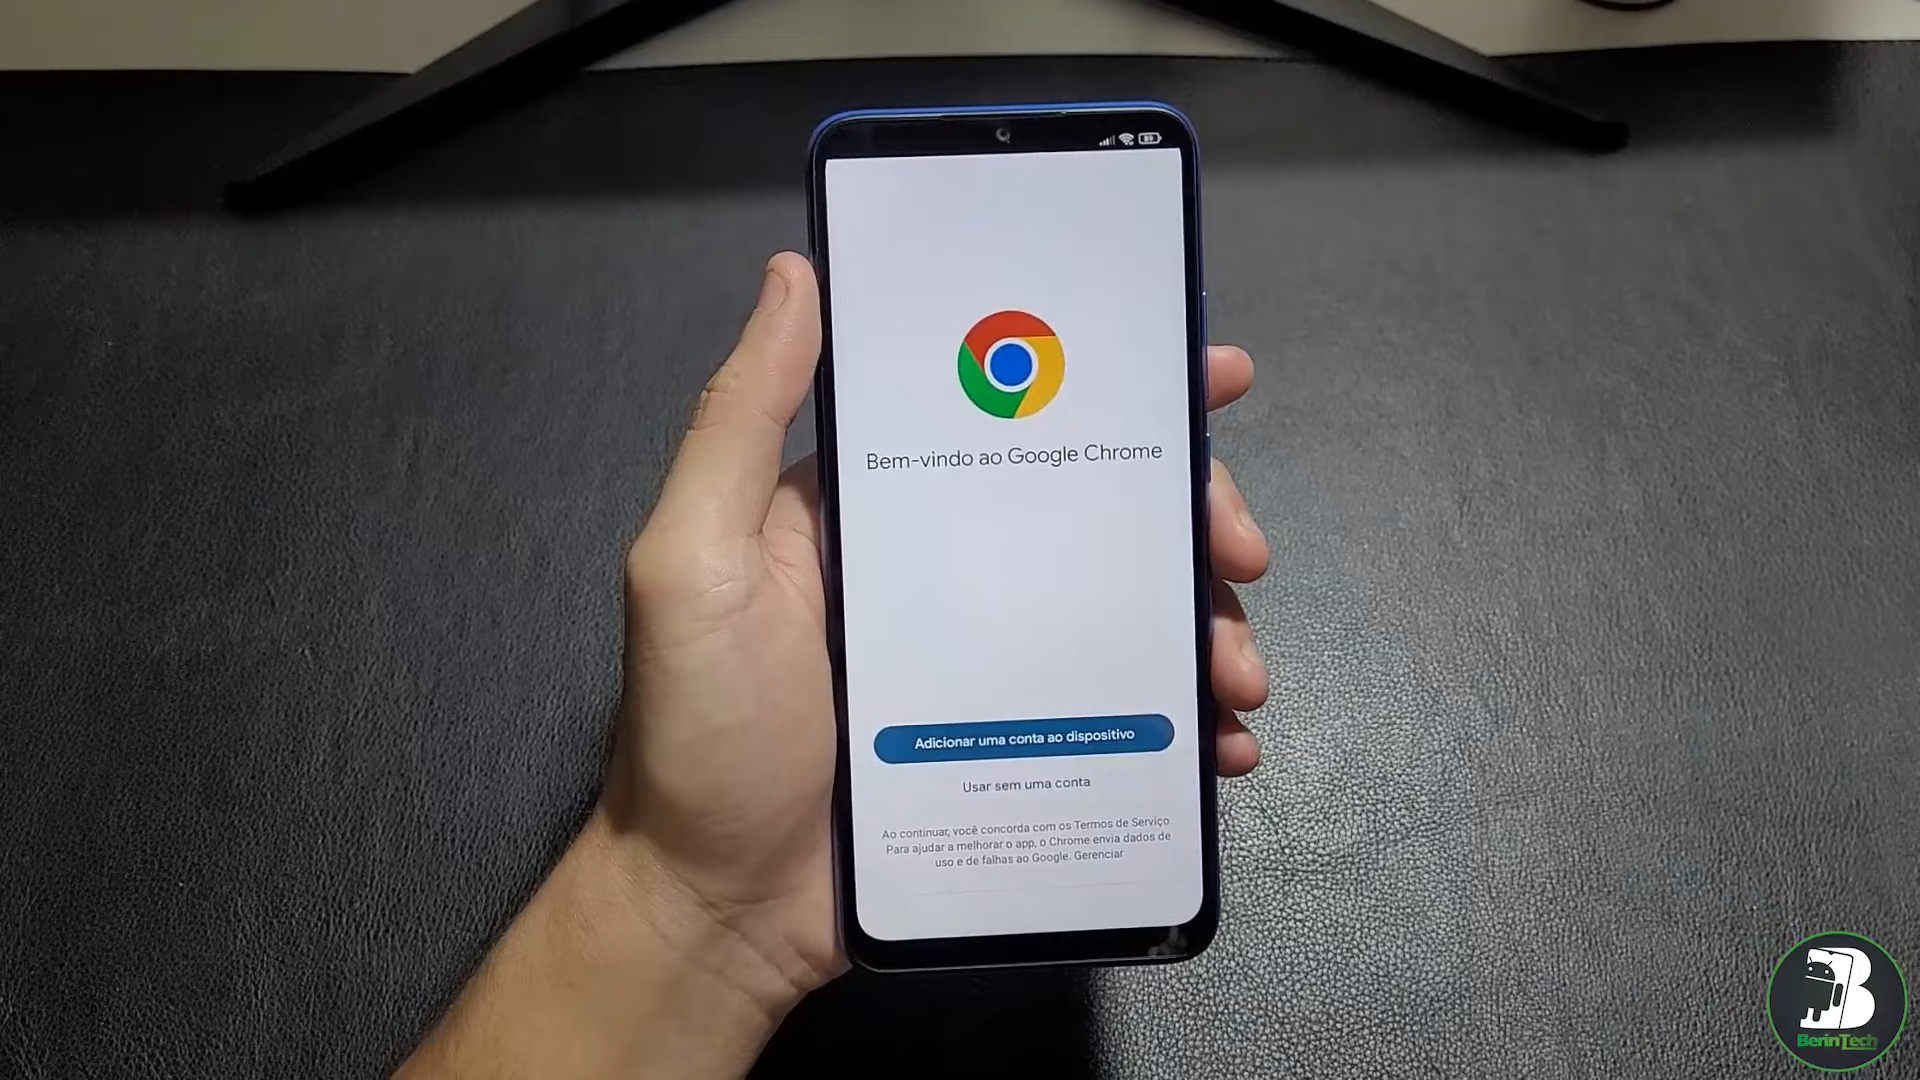 Bem-vindo ao Google Chrome
Adicionar uma conta ao dispositivo
Usar sem uma conta
Ao continuar, você concorda com os Termos de Serviço.
Para ajudar a melhorar o app, o Chrome envia dados de
uso e de falhas ao Google. Gerenciar
B
BerinTech